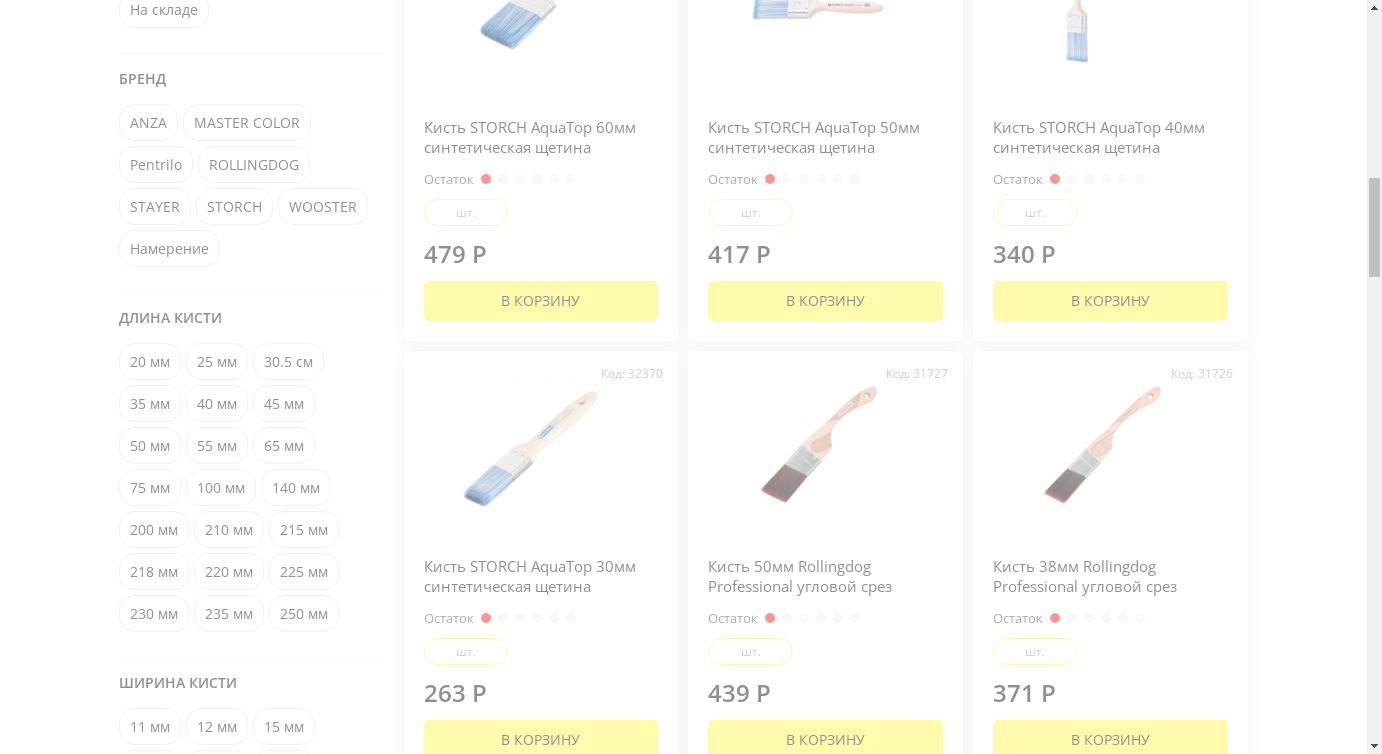 На складе
БРЕНД
ANZA MASTER COLOR
Pentrilo ROLLINGDOG
STAYER STORCH WOOSTER
Намерение
ДЛИНА КИСТИ
20 мм 25 мм 30.5 см
35 мм 40 мм 45 мм
50 мм 55 мм 65 мм
75 мм 100 мм 140 мм
200 мм 210 мм 215 мм
218 мм 220 мм 225 мм
230 мм 235 мм 250 мм
ШИРИНА КИСТИ
11 мм 12 мм 15 мм
Кисть STORCH AquaTop 60мм
синтетическая щетина
Остаток
шт.
479 Р
В КОРЗИНУ
Кисть STORCH AquaTop 50мм
синтетическая щетина
Остаток
шт.
417 Р
В КОРЗИНУ
Кисть STORCH AquaTop 40мм
синтетическая щетина
Остаток
шт.
340 Р
В КОРЗИНУ
Код: 32370
Кисть STORCH AquaTop 30мм
синтетическая щетина
Остаток
шт.
263 Р
В КОРЗИНУ
Код: 31727
Кисть 50мм Rollingdog
Professional угловой срез
Остаток
шт.
439 Р
В КОРЗИНУ
Код: 31726
Кисть 38мм Rollingdog
Professional угловой срез
Остаток
шт.
371 Р
В КОРЗИНУ